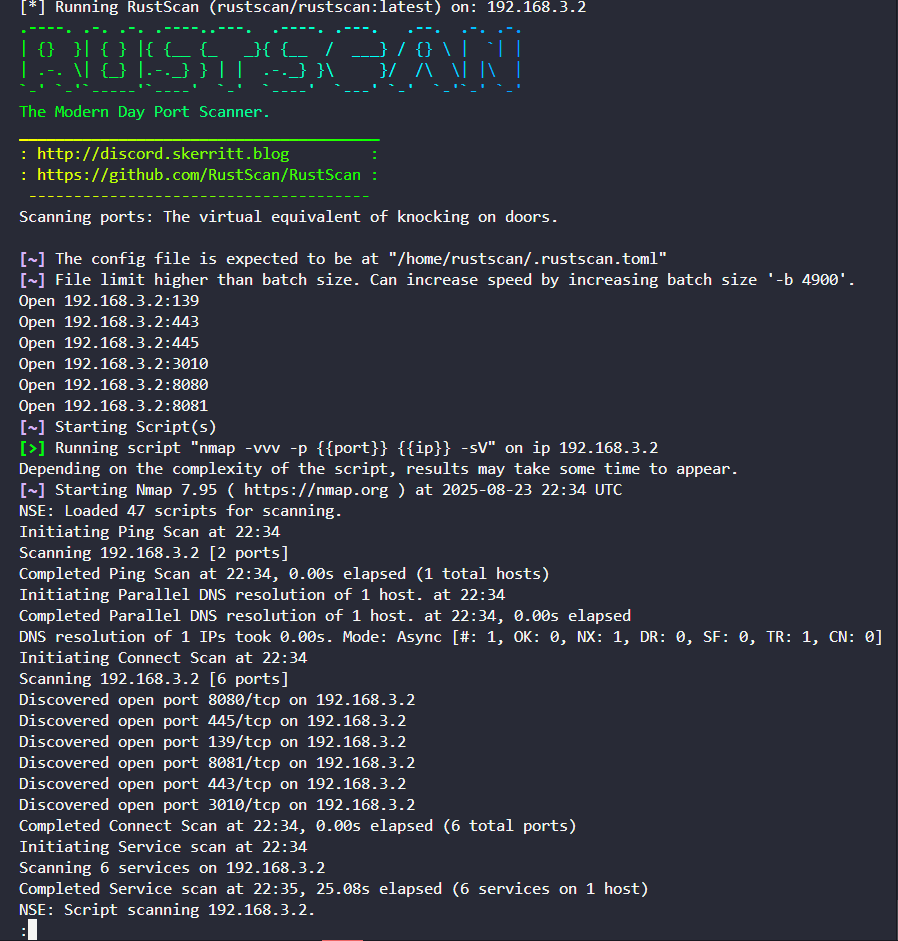 [*] Running RustScan (rustscan/rustscan:latest) on: 192.168.3.2
.----. .-. .-. .----..---.  .----. .---.   .--.  .-. .-.
| {}  }| { } |{ {__ {_   _}{ {__  /  ___} / {} \ |  `| |
| .-. \| {_} |.-._} } | |  .-._} }\     }/  /\  \| |\  |
`-' `-'`-----'`----'  `-'  `----'  `---' `-'  `-'`-' `-'
The Modern Day Port Scanner.
________________________________________
: http://discord.skerritt.blog         :
: https://github.com/RustScan/RustScan :
 --------------------------------------
Scanning ports: The virtual equivalent of knocking on doors.
[~] The config file is expected to be at "/home/rustscan/.rustscan.toml"
[~] File limit higher than batch size. Can increase speed by increasing batch size '-b 4900'.
Open 192.168.3.2:139
Open 192.168.3.2:443
Open 192.168.3.2:445
Open 192.168.3.2:3010
Open 192.168.3.2:8080
Open 192.168.3.2:8081
[~] Starting Script(s)
[>] Running script "nmap -vvv -p {{port}} {{ip}} -sV" on ip 192.168.3.2
Depending on the complexity of the script, results may take some time to appear.
[~] Starting Nmap 7.95 ( https://nmap.org ) at 2025-08-23 22:34 UTC
NSE: Loaded 47 scripts for scanning.
Initiating Ping Scan at 22:34
Scanning 192.168.3.2 [2 ports]
Completed Ping Scan at 22:34, 0.00s elapsed (1 total hosts)
Initiating Parallel DNS resolution of 1 host. at 22:34
Completed Parallel DNS resolution of 1 host. at 22:34, 0.00s elapsed
DNS resolution of 1 IPs took 0.00s. Mode: Async [#: 1, OK: 0, NX: 1, DR: 0, SF: 0, TR: 1, CN: 0]
Initiating Connect Scan at 22:34
Scanning 192.168.3.2 [6 ports]
Discovered open port 8080/tcp on 192.168.3.2
Discovered open port 445/tcp on 192.168.3.2
Discovered open port 139/tcp on 192.168.3.2
Discovered open port 8081/tcp on 192.168.3.2
Discovered open port 443/tcp on 192.168.3.2
Discovered open port 3010/tcp on 192.168.3.2
Completed Connect Scan at 22:34, 0.00s elapsed (6 total ports)
Initiating Service scan at 22:34
Scanning 6 services on 192.168.3.2
Completed Service scan at 22:35, 25.08s elapsed (6 services on 1 host)
NSE: Script scanning 192.168.3.2.
: